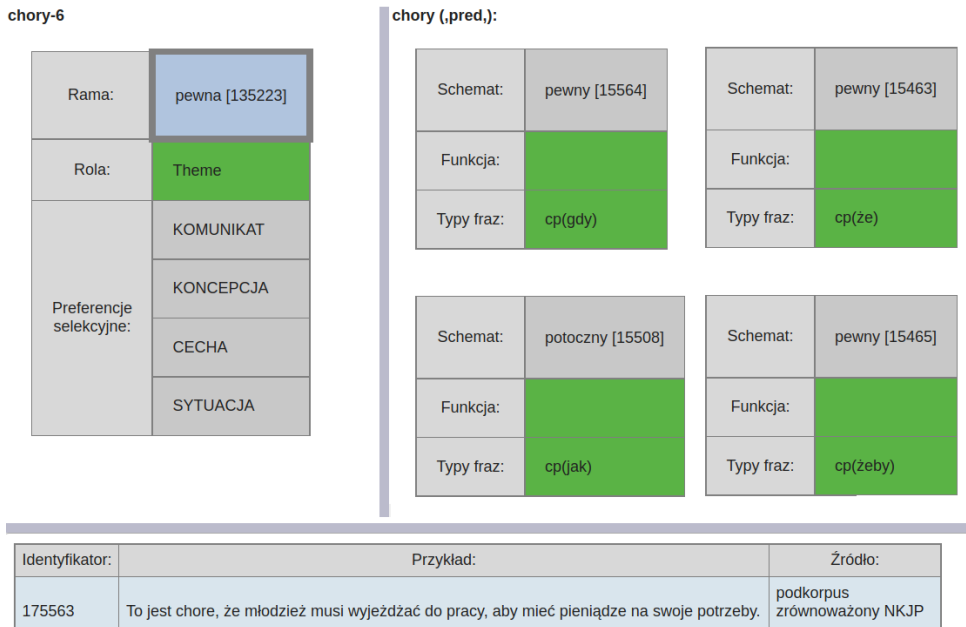 chory-6
Rama: pewna [135223]
Rola: Theme
Preferencje selekcyjne:
KOMUNIKAT
KONCEPCJA
CECHA
SYTUACJA
chory (,pred,):
Schemat: pewny [15564]
Funkcja:
Typy fraz: cp(gdy)
Schemat: pewny [15463]
Funkcja:
Typy fraz: cp(że)
Schemat: potoczny [15508]
Funkcja:
Typy fraz: cp(jak)
Schemat: pewny [15465]
Funkcja:
Typy fraz: cp(żeby)
Identyfikator: Przykład: Źródło:
175563 To jest chore, że młodzież musi wyjeżdżać do pracy, aby mieć pieniądze na swoje potrzeby. podkorpus
zrównoważony NKJP